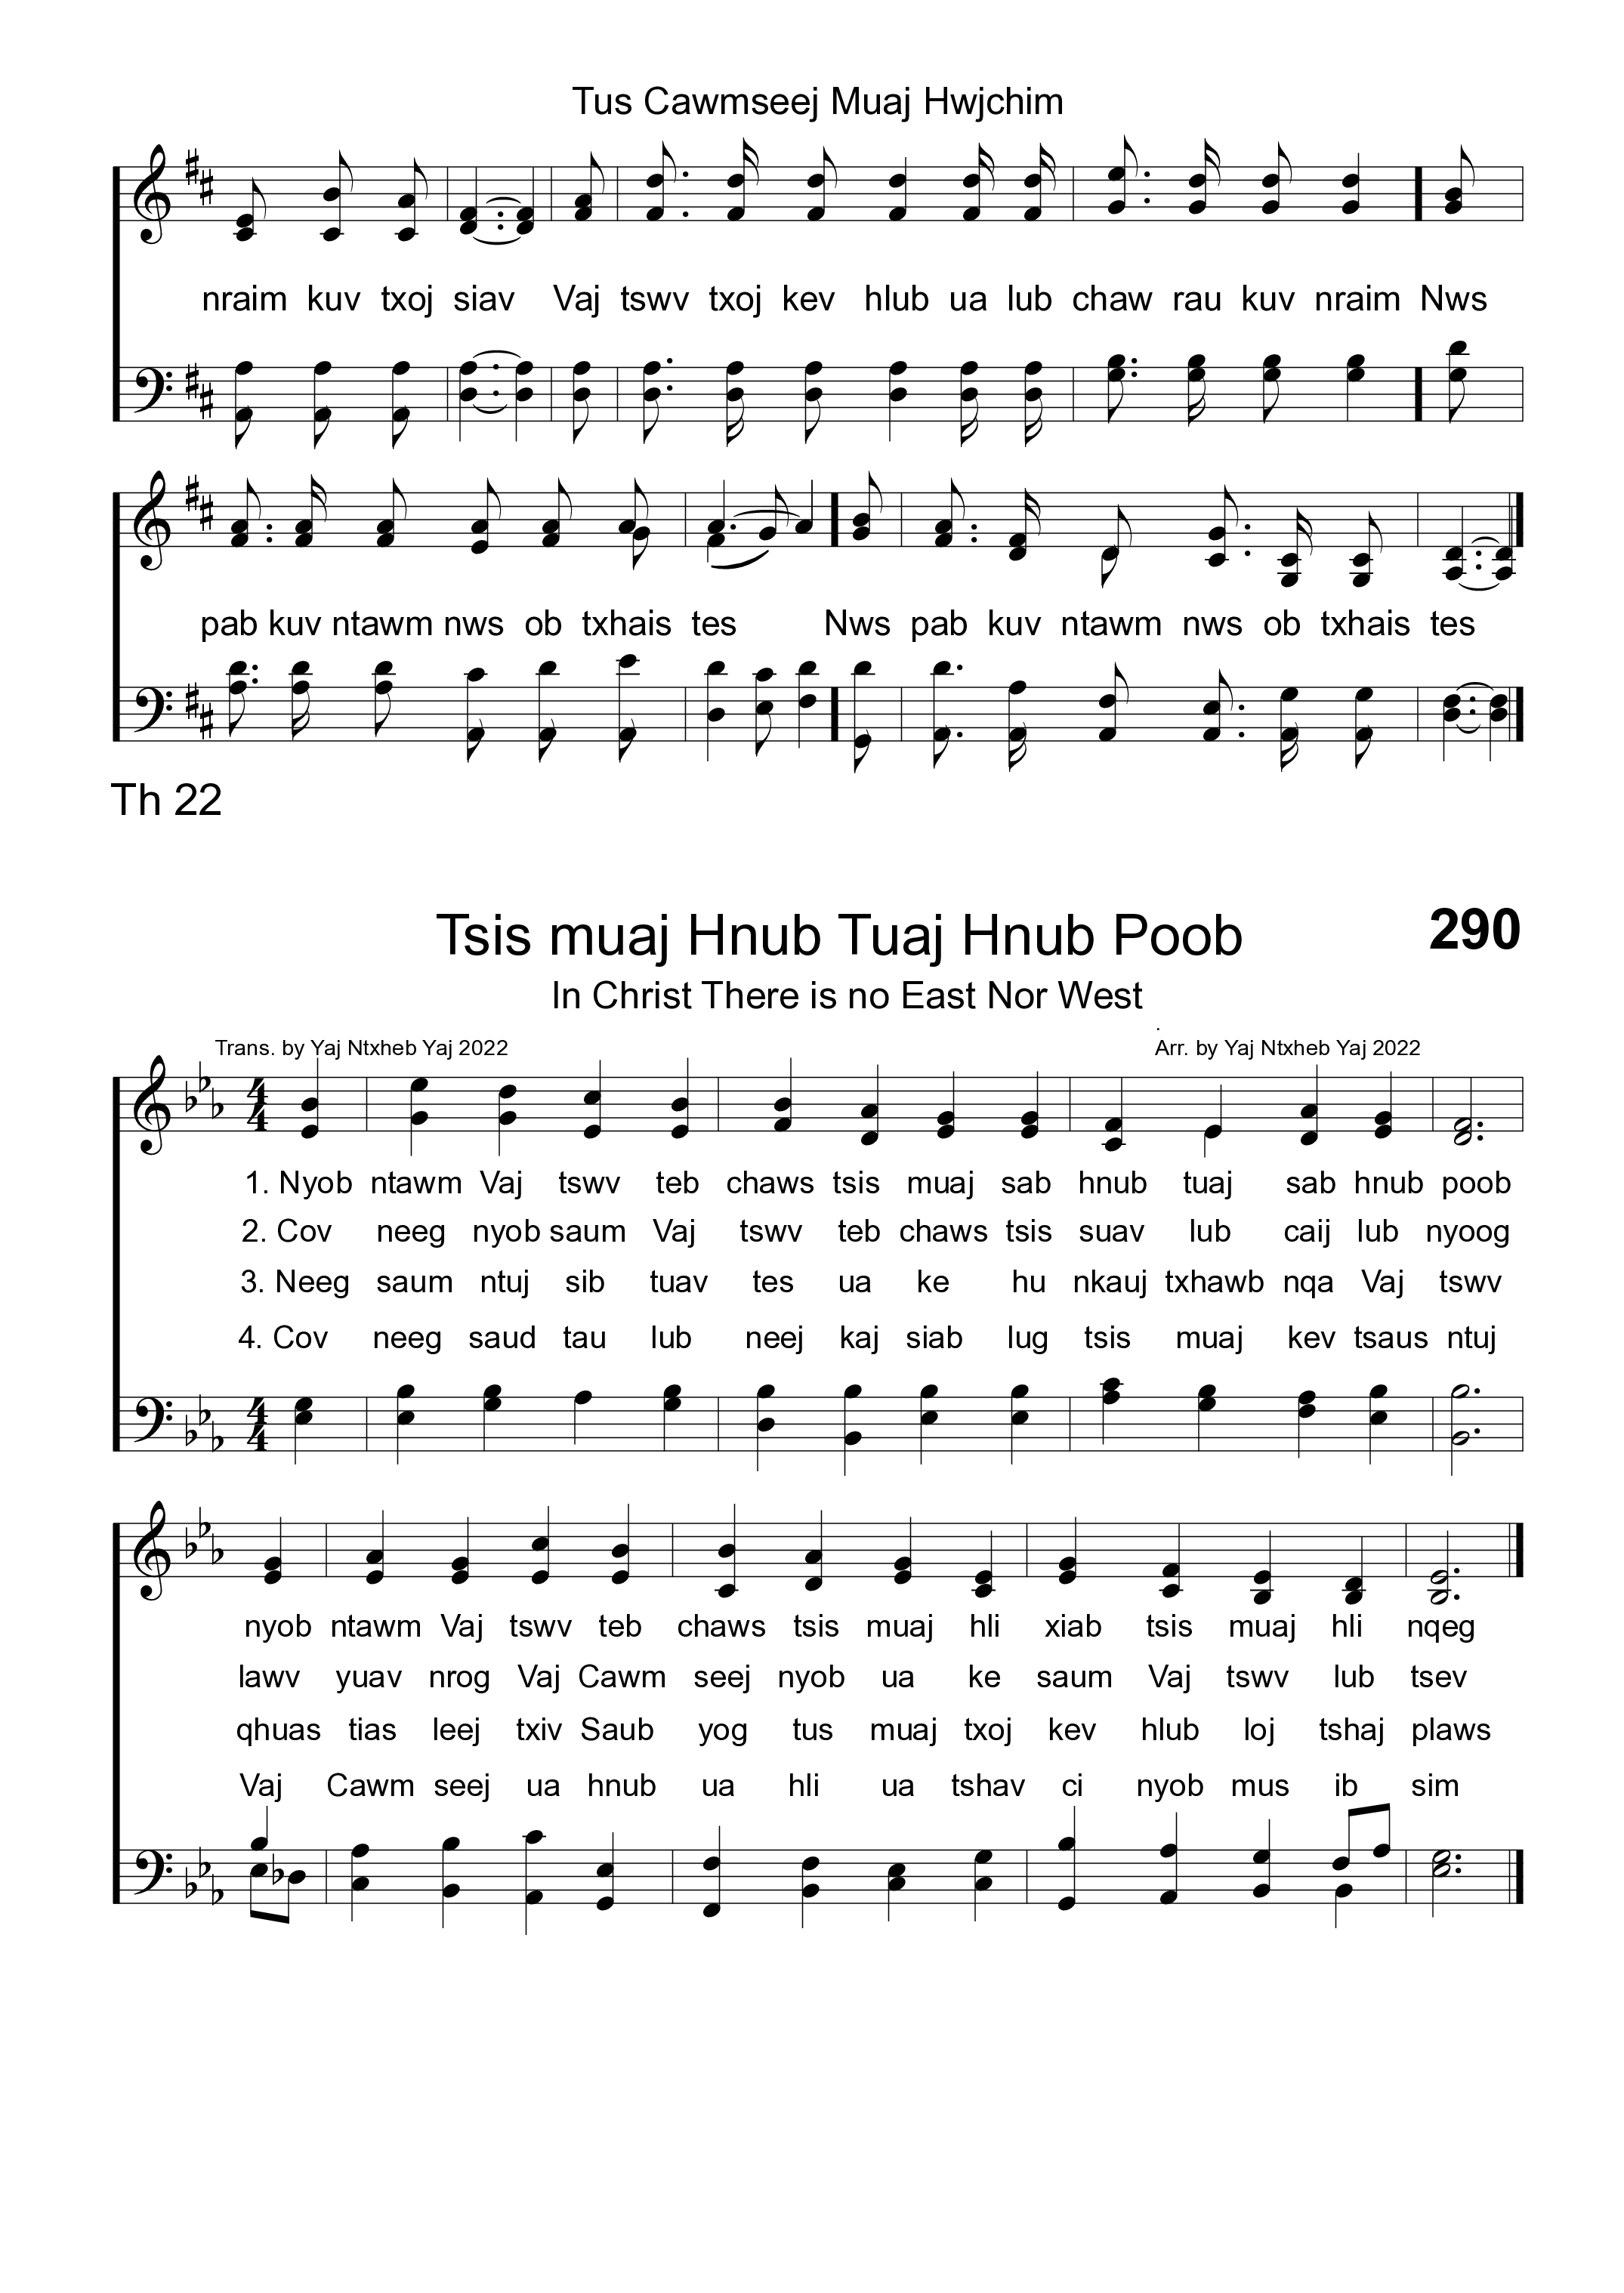 Tus Cawmseej Muaj Hwjchim
nraim kuv txoj siav Vaj tswv txoj kev hlub ua lub chaw rau kuv nraim Nws
pab kuv ntawm nws ob txhais tes Nws pab kuv ntawm nws ob txhais tes
Th 22
Tsis muaj Hnub Tuaj Hnub Poob 290
In Christ There is no East Nor West
Trans. by Yaj Ntxheb Yaj 2022 Arr. by Yaj Ntxheb Yaj 2022
4 4
1. Nyob ntawm Vaj tswv teb chaws tsis muaj sab hnub tuaj sab hnub poob
2. Cov neeg nyob saum Vaj tswv teb chaws tsis suav lub caij lub nyoog
3. Neeg saum ntuj sib tuav tes ua ke hu nkauj txhawb nqa Vaj tswv
4. Cov neeg saud tau lub neej kaj siab lug tsis muaj kev tsaus ntuj
4 4
nyob ntawm Vaj tswv teb chaws tsis muaj hli xiab tsis muaj hli nqeg
lawv yuav nrog Vaj Cawm seej nyob ua ke saum Vaj tswv lub tsev
qhuas tias leej txiv Saub yog tus muaj txoj kev hlub loj tshaj plaws
Vaj Cawm seej ua hnub ua hli ua tshav ci nyob mus ib sim